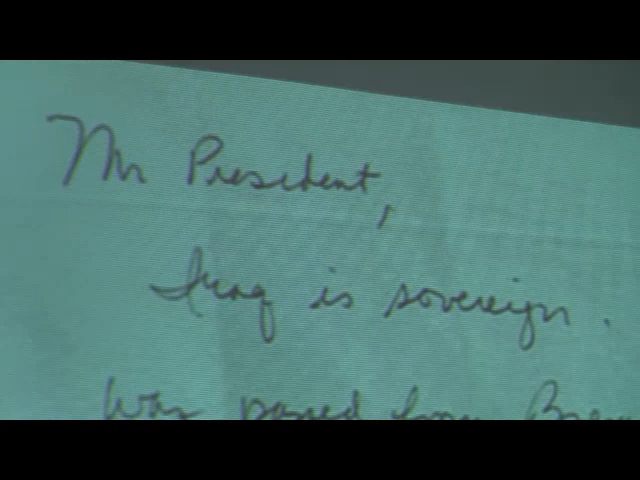 Mr President,
Iraq is sovereign.
was passed from